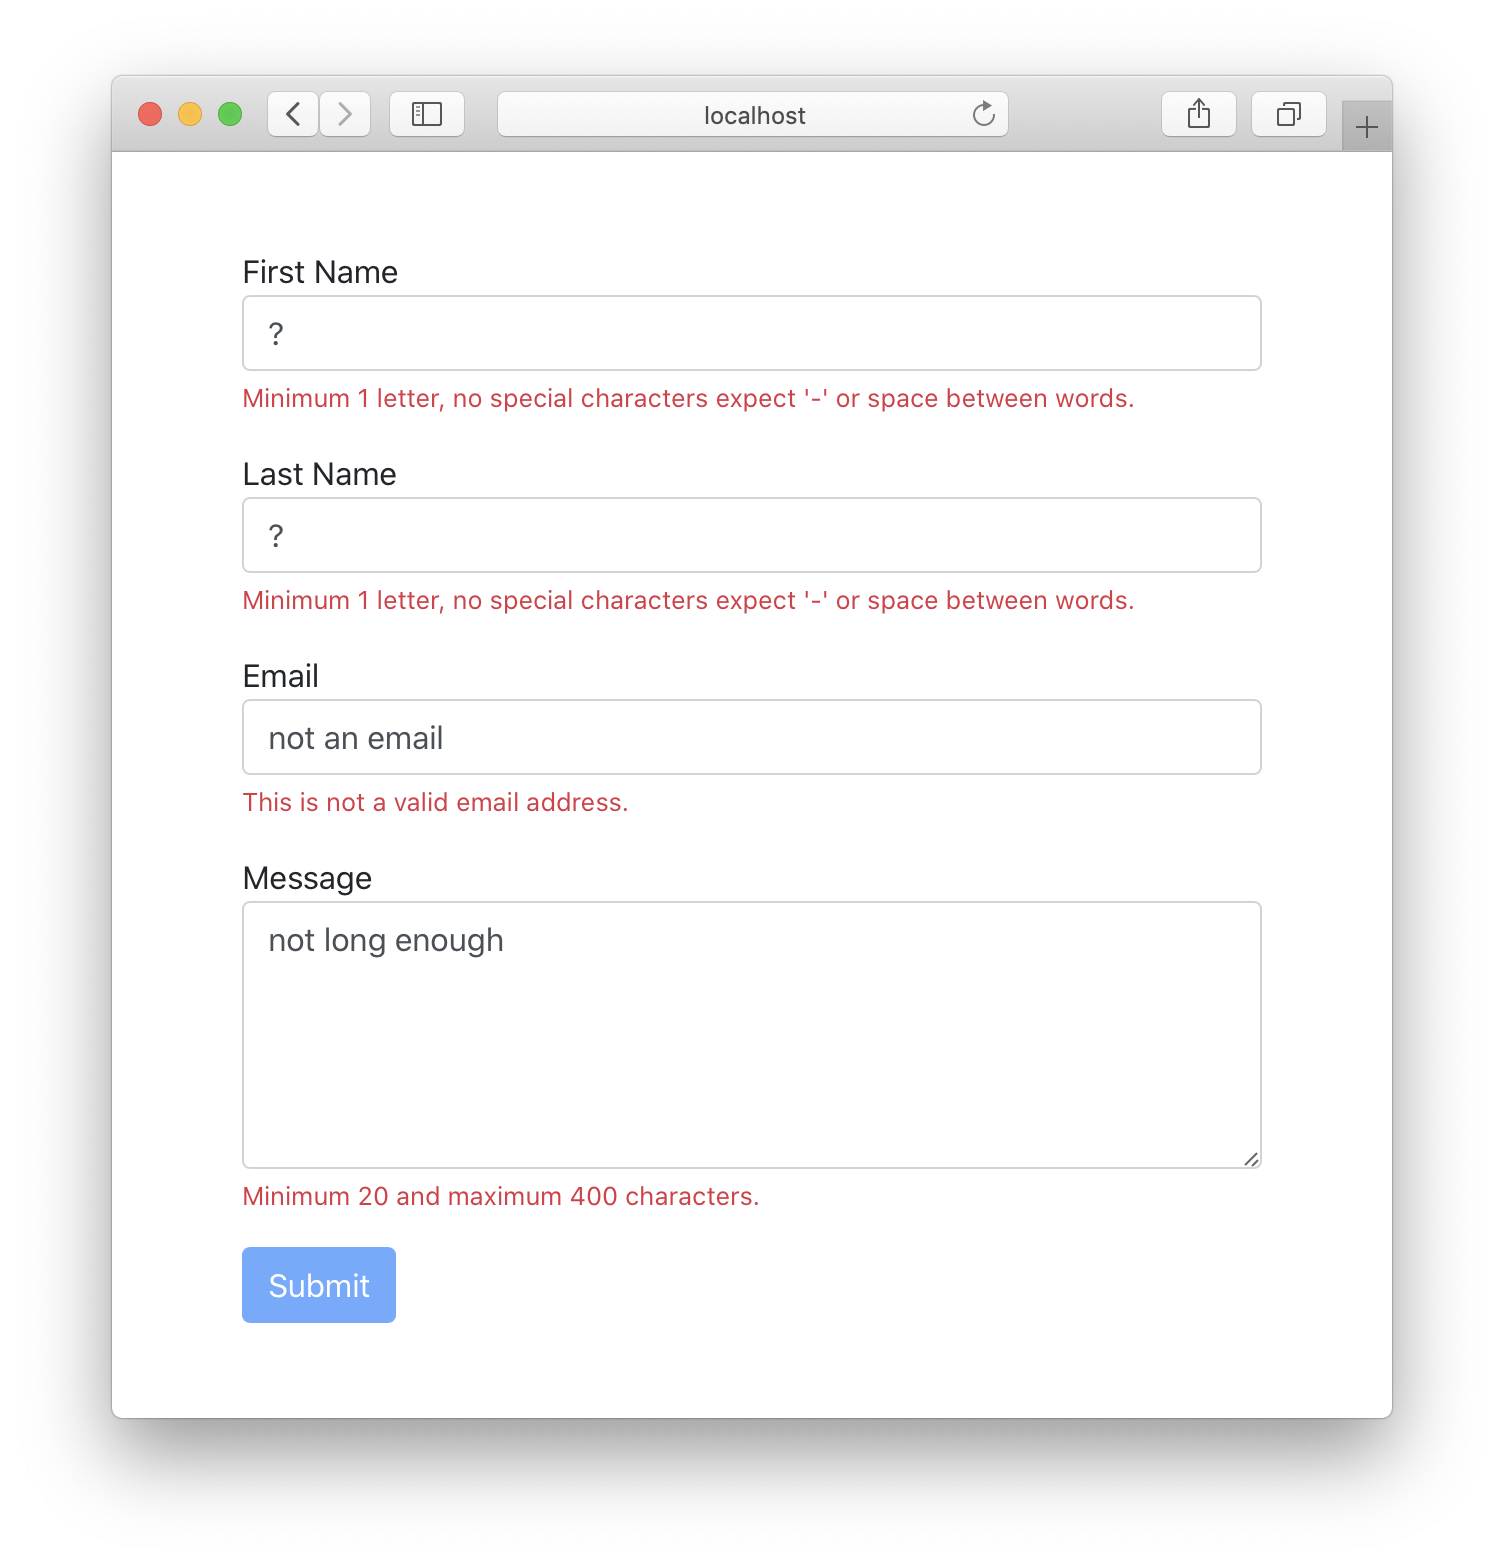 localhost
First Name
?
Minimum 1 letter, no special characters expect '-' or space between words.
Last Name
?
Minimum 1 letter, no special characters expect '-' or space between words.
Email
not an email
This is not a valid email address.
Message
not long enough
Minimum 20 and maximum 400 characters.
Submit